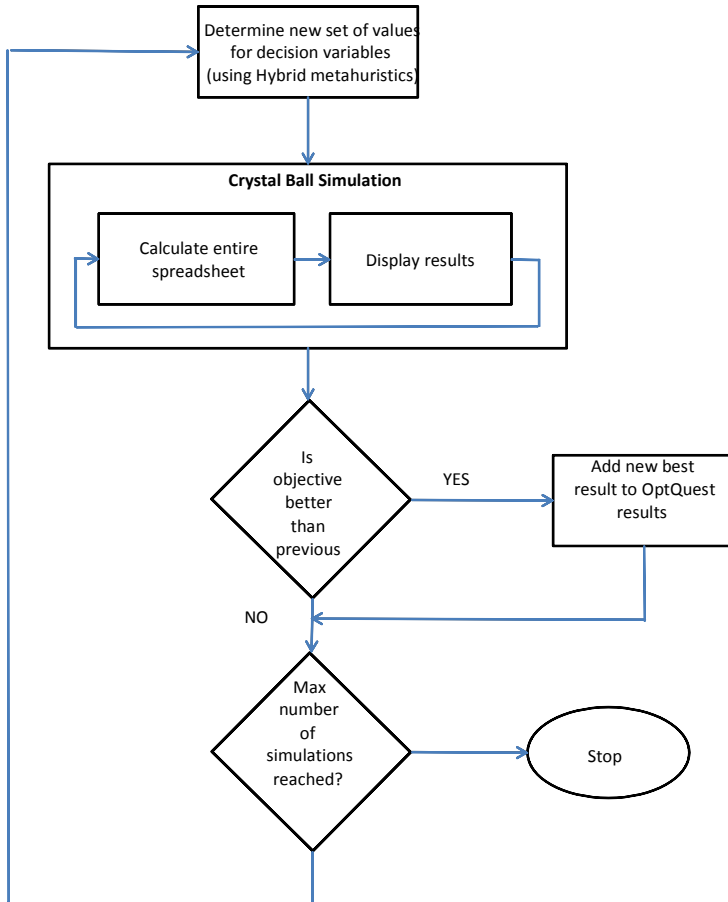 Determine new set of values
for decision variables
(using Hybrid metahuristics)
Crystal Ball Simulation
Calculate entire
spreadsheet
Display results
Is
objective
better
than
previous
YES
Add new best
result to OptQuest
results
NO
Max
number
of
simulations
reached?
Stop